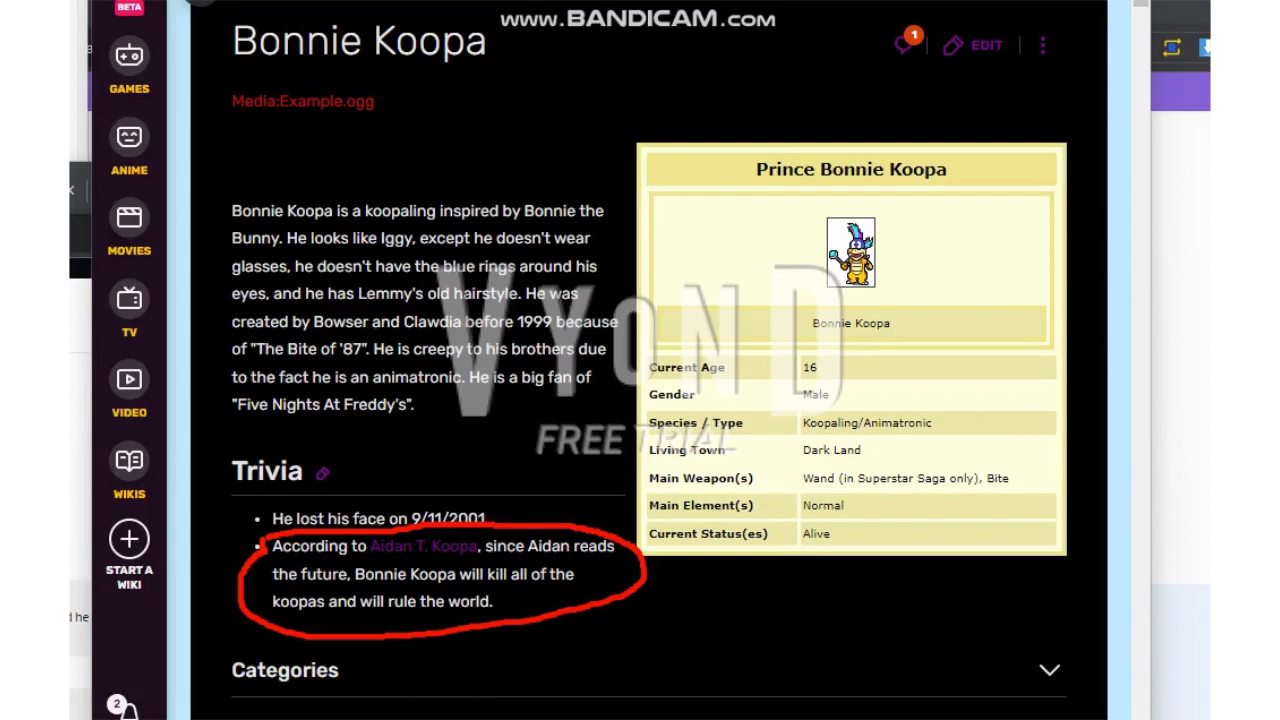 www.BANDICAM.com
BETA
GAMES
ANIME
MOVIES
TV
VIDEO
WIKIS
START A
WIKI
2
Bonnie Koopa
1
EDIT
Media:Example.ogg
Bonnie Koopa is a koopaling inspired by Bonnie the
Bunny. He looks like Iggy, except he doesn't wear
glasses, he doesn't have the blue rings around his
eyes, and he has Lemmy's old hairstyle. He was
created by Bowser and Clawdia before 1999 because
of "The Bite of '87". He is creepy to his brothers due
to the fact he is an animatronic. He is a big fan of
"Five Nights At Freddy's".
Prince Bonnie Koopa
Bonnie Koopa
Current Age 16
Gender Male
Species / Type Koopaling/Animatronic
Living Town Dark Land
Main Weapon(s) Wand (in Superstar Saga only), Bite
Main Element(s) Normal
Current Status(es) Alive
VYOND
FREE TRIAL
Trivia
• He lost his face on 9/11/2001
• According to Aidan T. Koopa, since Aidan reads
the future, Bonnie Koopa will kill all of the
koopas and will rule the world.
Categories
d he